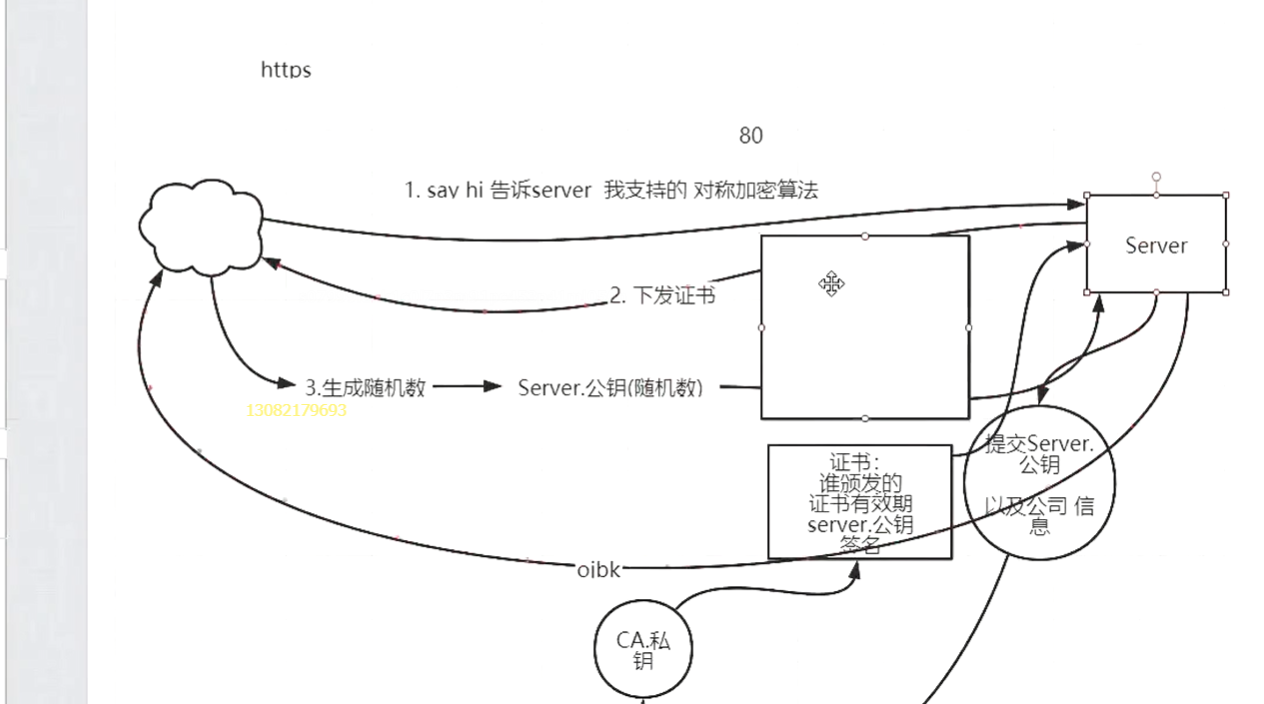 https
80
1. say hi 告诉server 我支持的 对称加密算法
Server
2. 下发证书
3.生成随机数
Server.公钥(随机数)
13082179693
提交Server.
公钥
以及公司 信
息
证书：
谁颁发的
证书有效期
server.公钥
签名
oibk
CA.私
钥